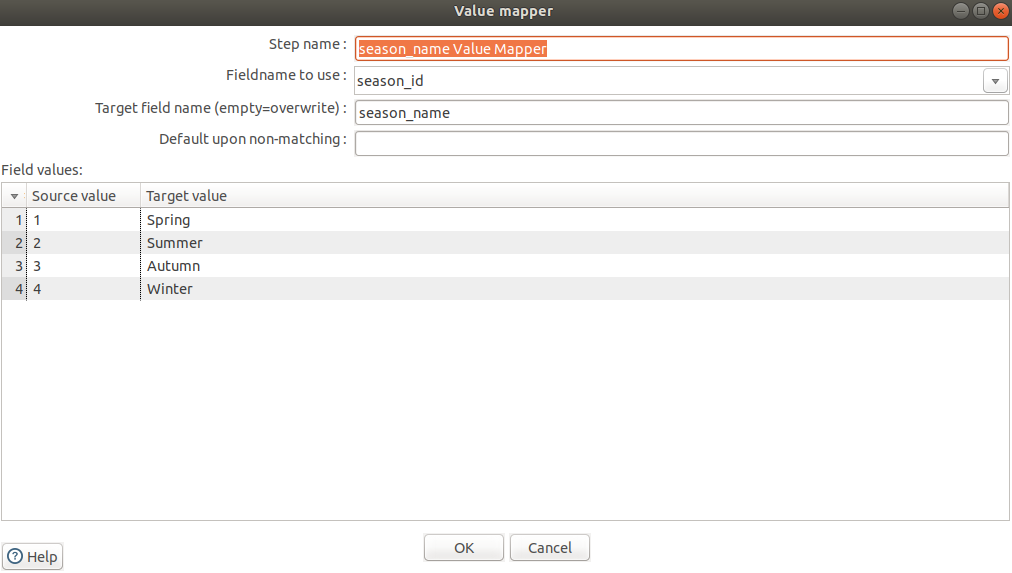 Value mapper
Step name :
season_name Value Mapper
Fieldname to use :
season_id
Target field name (empty=overwrite) :
season_name
Default upon non-matching :
Field values:
Source value Target value
1 1 Spring
2 2 Summer
3 3 Autumn
4 4 Winter
Help
OK
Cancel